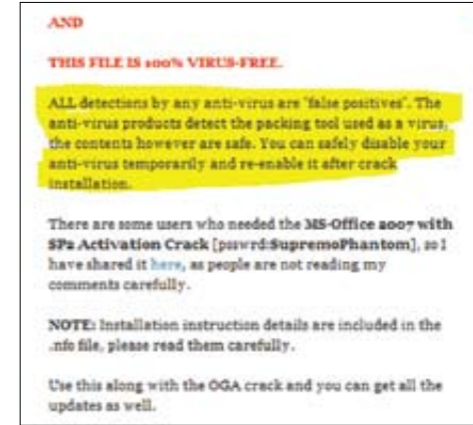 AND
THIS FILE IS 100% VIRUS-FREE.
ALL detections by any anti-virus are "false positives". The
anti-virus products detect the packing tool used as a virus,
the contents however are safe. You can safely disable your
anti-virus temporarily and re-enable it after crack
installation.
There are some users who needed the MS-Office 2007 with
SP2 Activation Crack [psswrd:SupremoPhantom], so I
have shared it here, as people are not reading my
comments carefully.
NOTE: Installation instruction details are included in the
.nfo file, please read them carefully.
Use this along with the OGA crack and you can get all the
updates as well.